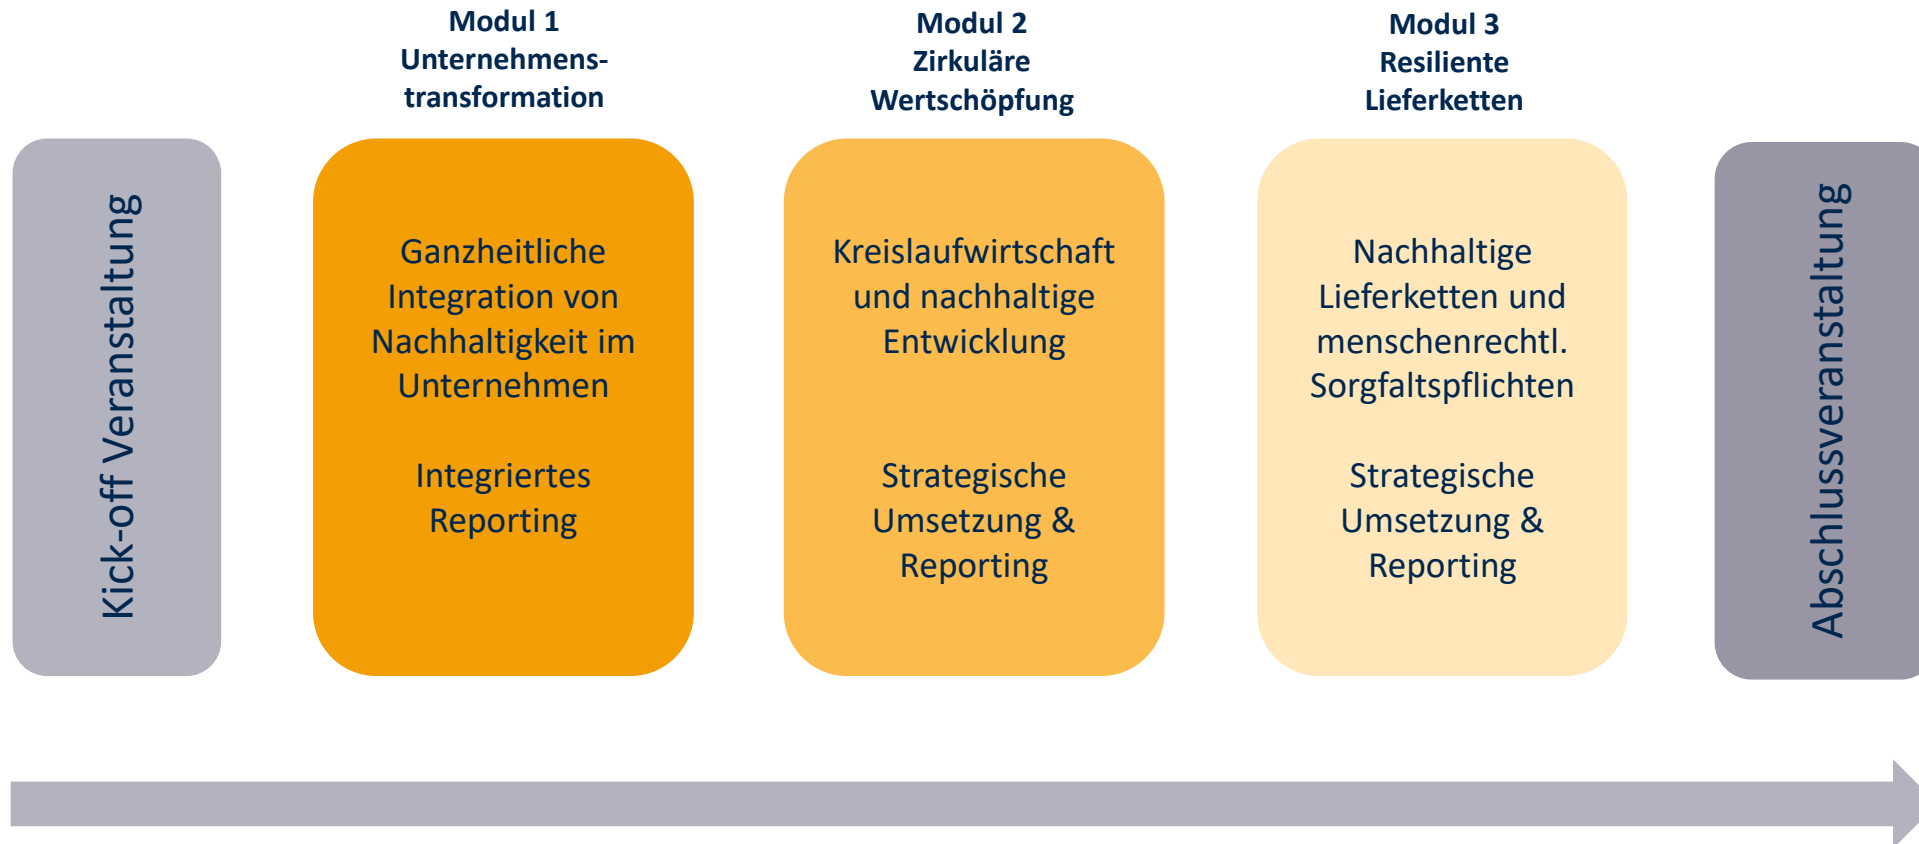 Kick-off Veranstaltung
Modul 1
Unternehmens-
transformation
Ganzheitliche
Integration von
Nachhaltigkeit im
Unternehmen
Integriertes
Reporting
Modul 2
Zirkuläre
Wertschöpfung
Kreislaufwirtschaft
und nachhaltige
Entwicklung
Strategische
Umsetzung &
Reporting
Modul 3
Resiliente
Lieferketten
Nachhaltige
Lieferketten und
menschenrechtl.
Sorgfaltspflichten
Strategische
Umsetzung &
Reporting
Abschlussveranstaltung